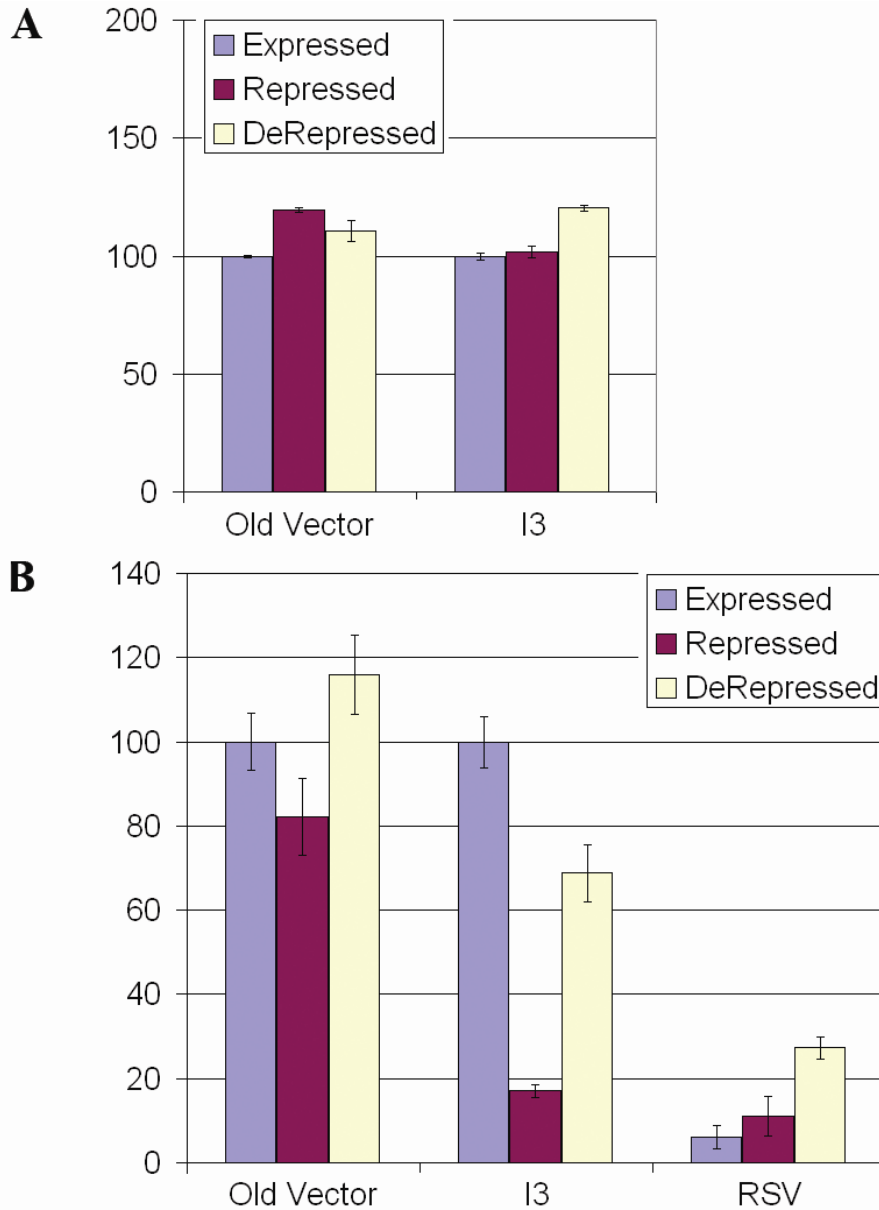 A
200
150
100
50
0
Expressed
Repressed
DeRepressed
Old Vector
I3
B
140
120
100
80
60
40
20
0
Expressed
Repressed
DeRepressed
Old Vector
I3
RSV